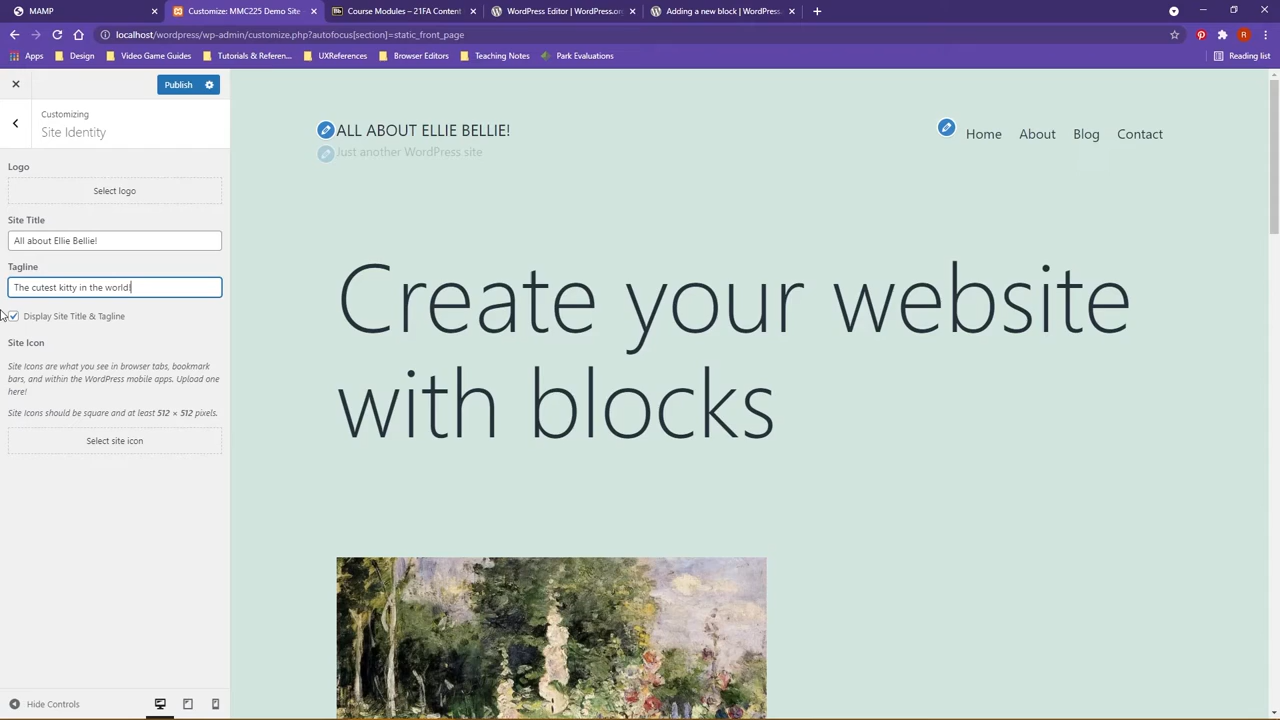 MAMP
Customize: MMC225 Demo Site
Course Modules – 21FA Content
WordPress Editor | WordPress.org
Adding a new block | WordPress.
localhost/wordpress/wp-admin/customize.php?autofocus[section]=static_front_page
Apps
Design
Video Game Guides
Tutorials & Referen...
UXReferences
Browser Editors
Teaching Notes
Park Evaluations
Reading list
Publish
Customizing
Site Identity
Logo
Select logo
Site Title
All about Ellie Bellie!
Tagline
The cutest kitty in the world!
Display Site Title & Tagline
Site Icon
Site Icons are what you see in browser tabs, bookmark
bars, and within the WordPress mobile apps. Upload one
here!
Site Icons should be square and at least 512 × 512 pixels.
Select site icon
Hide Controls
ALL ABOUT ELLIE BELLIE!
Just another WordPress site
Home
About
Blog
Contact
Create your website
with blocks